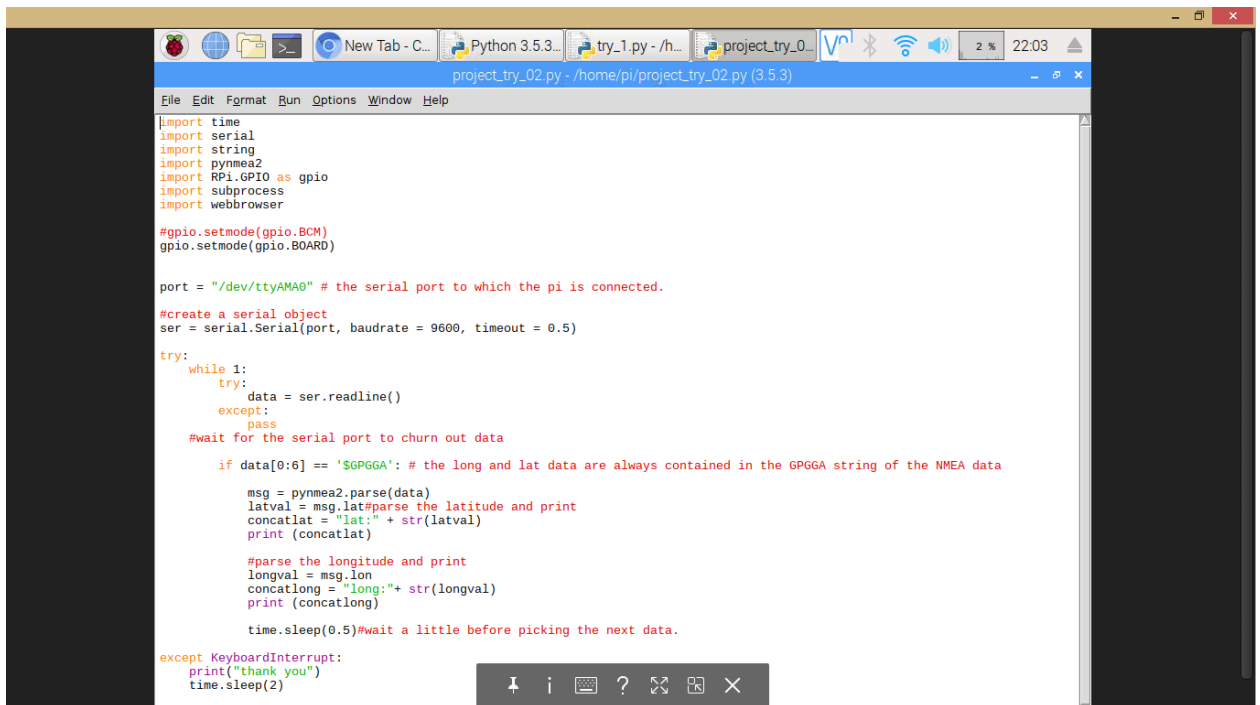 New Tab - C...
Python 3.5.3...
try_1.py - /h...
project_try_0...
2 %
22:03
project_try_02.py - /home/pi/project_try_02.py (3.5.3)
File Edit Format Run Options Window Help
import time
import serial
import string
import pynmea2
import RPi.GPIO as gpio
import subprocess
import webbrowser
#gpio.setmode(gpio.BCM)
gpio.setmode(gpio.BOARD)
port = "/dev/ttyAMA0" # the serial port to which the pi is connected.
#create a serial object
ser = serial.Serial(port, baudrate = 9600, timeout = 0.5)
try:
    while 1:
        try:
            data = ser.readline()
        except:
            pass
    #wait for the serial port to churn out data
        if data[0:6] == '$GPGGA': # the long and lat data are always contained in the GPGGA string of the NMEA data
            msg = pynmea2.parse(data)
            latval = msg.lat#parse the latitude and print
            concatlat = "lat:" + str(latval)
            print (concatlat)
            #parse the longitude and print
            longval = msg.lon
            concatlong = "long:"+ str(longval)
            print (concatlong)
            time.sleep(0.5)#wait a little before picking the next data.
except KeyboardInterrupt:
    print("thank you")
    time.sleep(2)